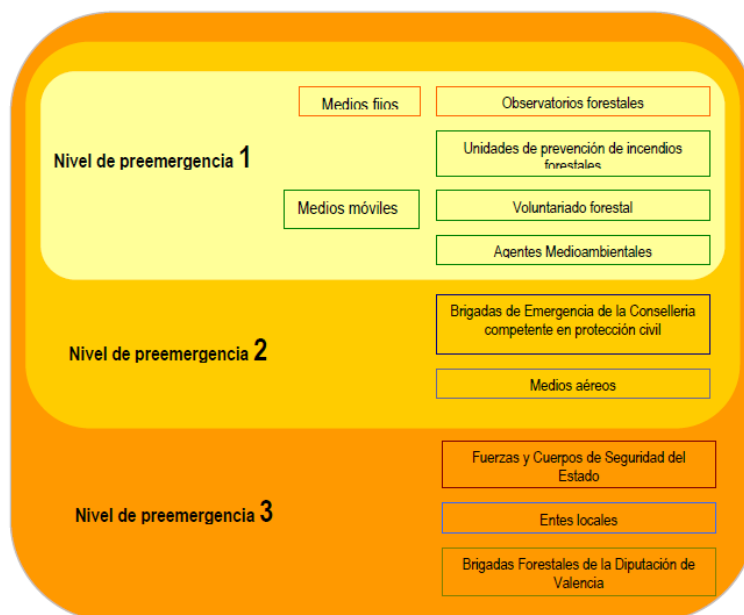 Medios fijos
Observatorios forestales
Nivel de preemergencia 1
Unidades de prevención de incendios
forestales
Medios móviles
Voluntariado forestal
Agentes Medioambientales
Brigadas de Emergencia de la Conselleria
competente en protección civil
Nivel de preemergencia 2
Medios aéreos
Fuerzas y Cuerpos de Seguridad del
Estado
Nivel de preemergencia 3
Entes locales
Brigadas Forestales de la Diputación de
Valencia